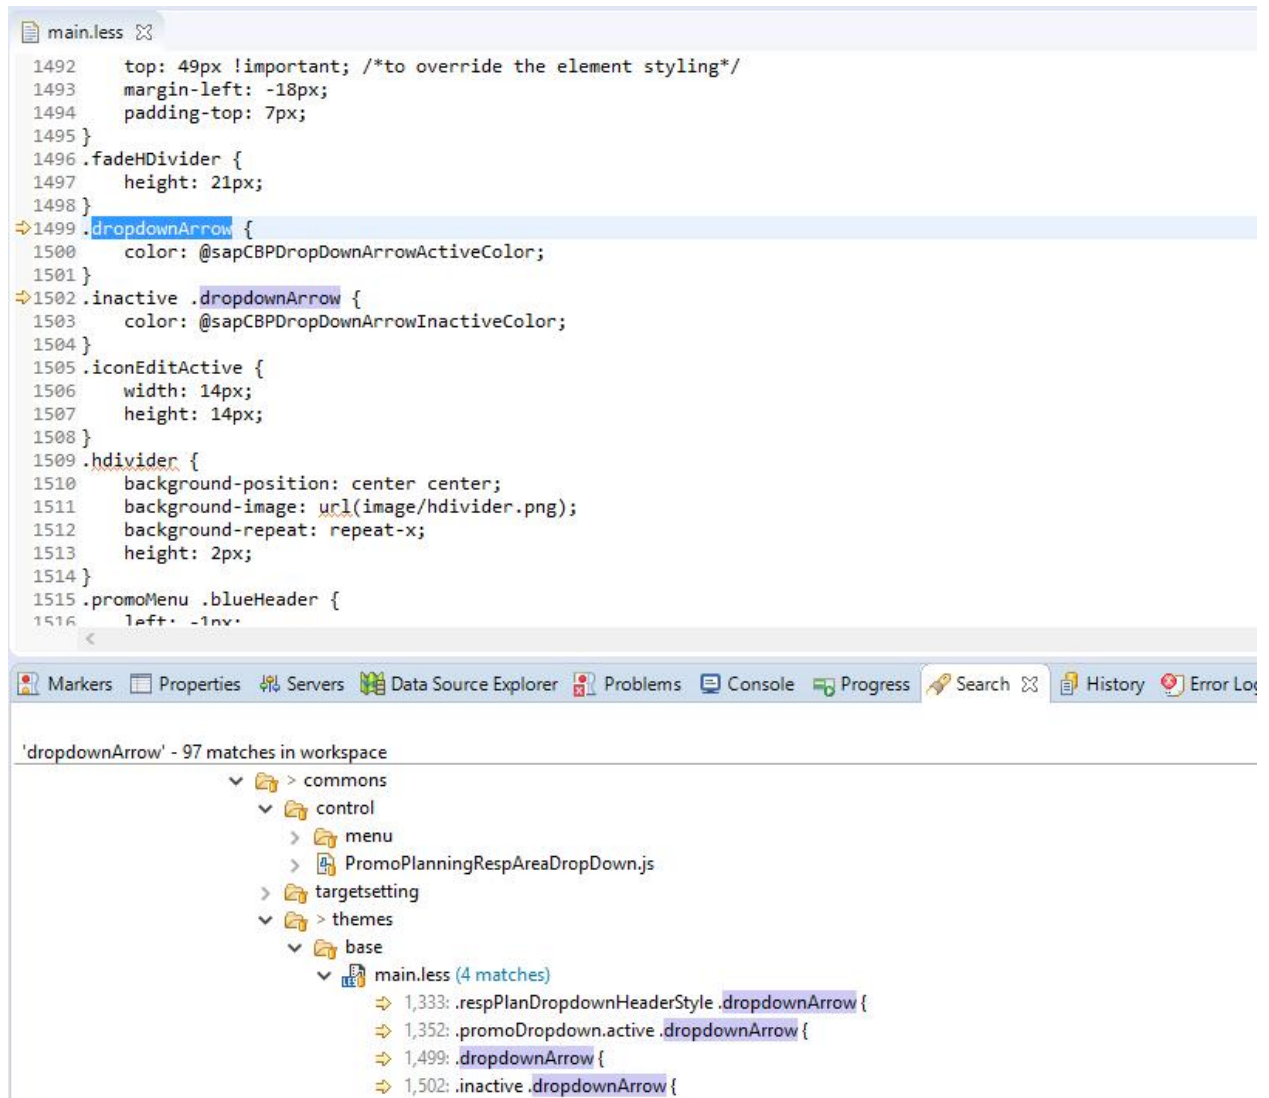 main.less
1492 top: 49px !important; /*to override the element styling*/
1493 margin-left: -18px;
1494 padding-top: 7px;
1495 }
1496 .fadeHDivider {
1497 height: 21px;
1498 }
1499 .dropdownArrow {
1500 color: @sapCBPDropDownArrowActiveColor;
1501 }
1502 .inactive .dropdownArrow {
1503 color: @sapCBPDropDownArrowInactiveColor;
1504 }
1505 .iconEditActive {
1506 width: 14px;
1507 height: 14px;
1508 }
1509 .hdivider {
1510 background-position: center center;
1511 background-image: url(image/hdivider.png);
1512 background-repeat: repeat-x;
1513 height: 2px;
1514 }
1515 .promoMenu .blueHeader {
1516 left: -1px;
Markers Properties Servers Data Source Explorer Problems Console Progress Search History Error Log
'dropdownArrow' - 97 matches in workspace
> commons
control
menu
PromoPlanningRespAreaDropDown.js
targetsetting
> themes
base
main.less (4 matches)
1,333: .respPlanDropdownHeaderStyle .dropdownArrow {
1,352: .promoDropdown.active .dropdownArrow {
1,499: .dropdownArrow {
1,502: .inactive .dropdownArrow {